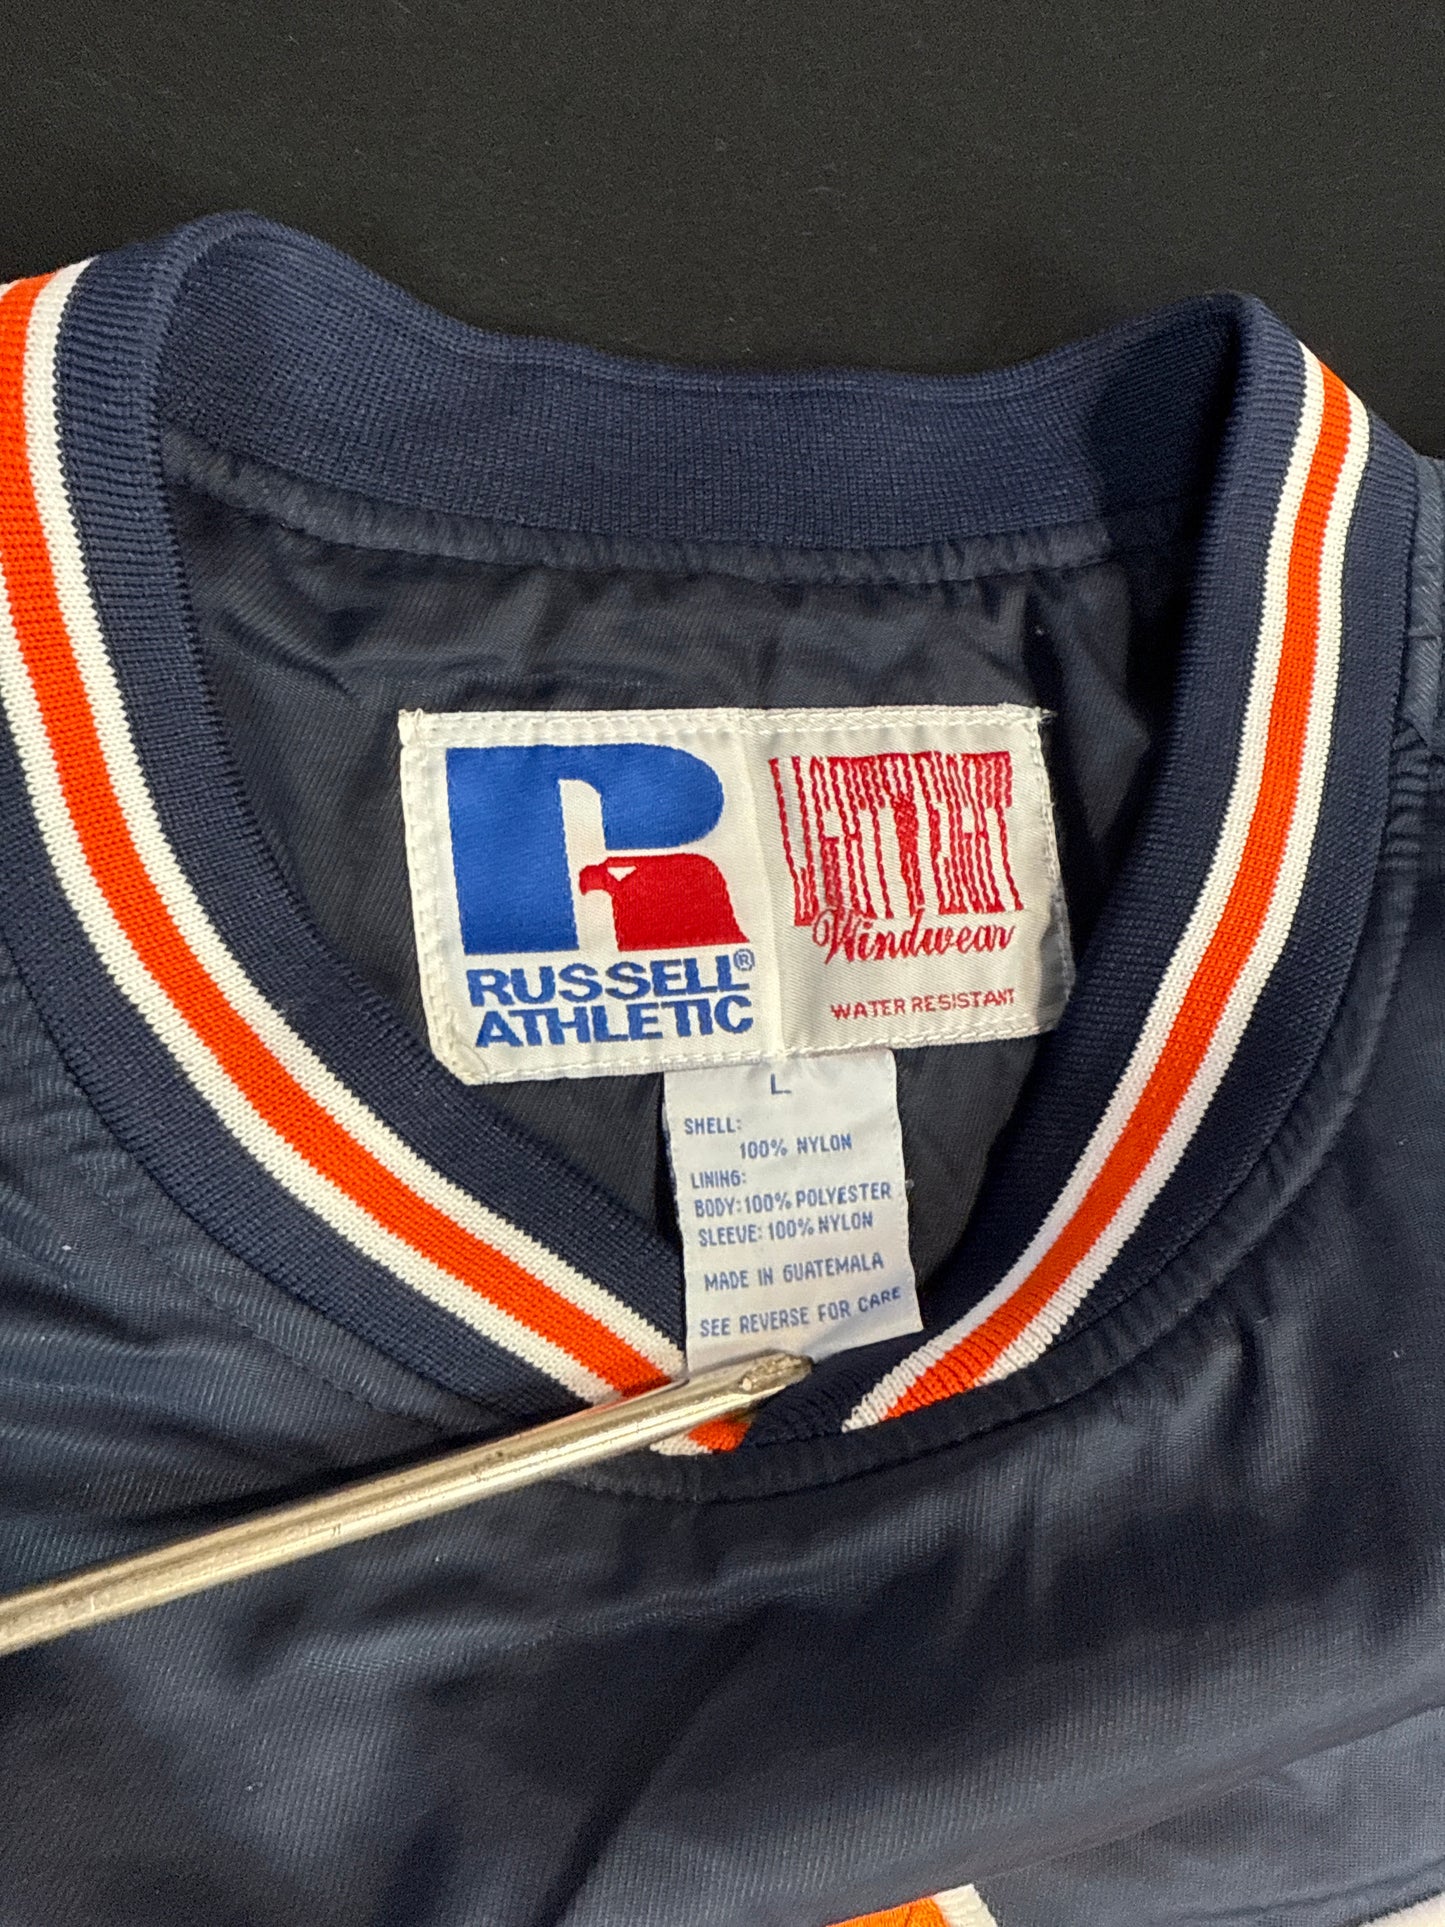 RUSSELL®
ATHLETIC
LIGHTWEIGHT
Windwear
WATER RESISTANT
L
SHELL:
100% NYLON
LINING:
BODY: 100% POLYESTER
SLEEVE: 100% NYLON
MADE IN GUATEMALA
SEE REVERSE FOR CARE